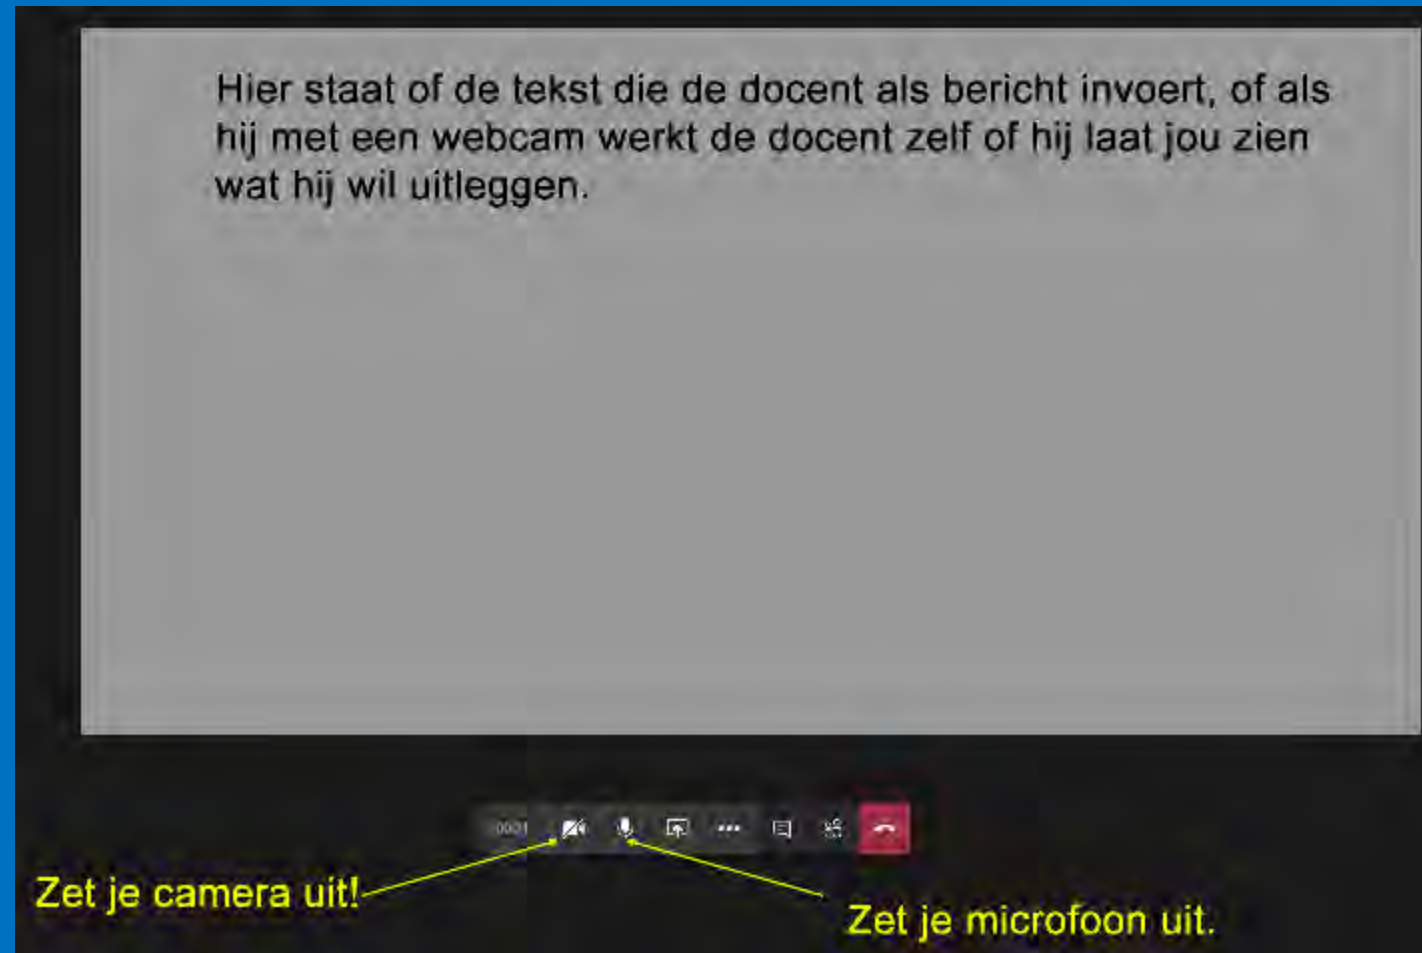 Hier staat of de tekst die de docent als bericht invoert, of als
hij met een webcam werkt de docent zelf of hij laat jou zien
wat hij wil uitleggen.
Zet je camera uit!
Zet je microfoon uit.